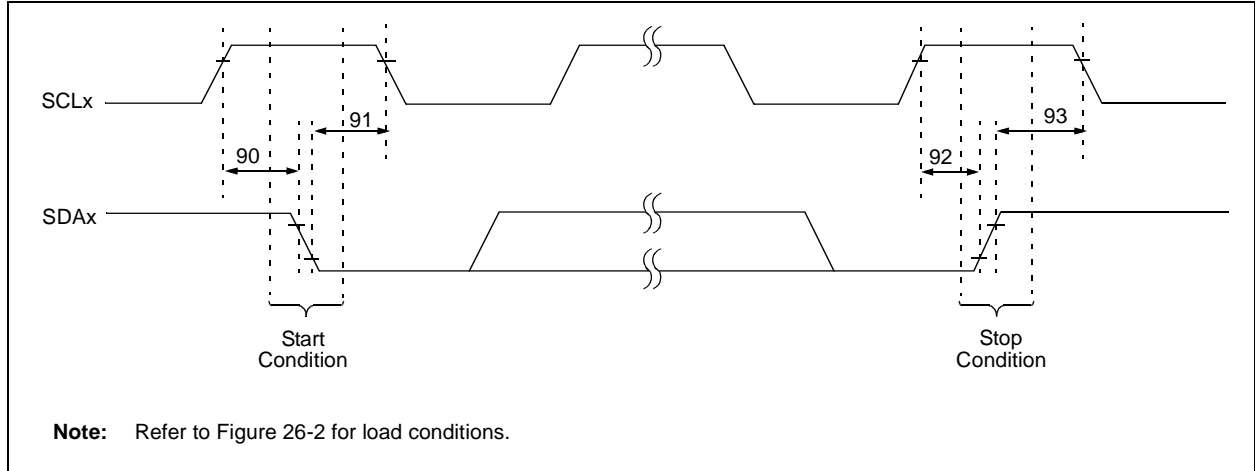 SCLx
91
93
90
92
SDAx
Start
Condition
Stop
Condition
Note: Refer to Figure 26-2 for load conditions.